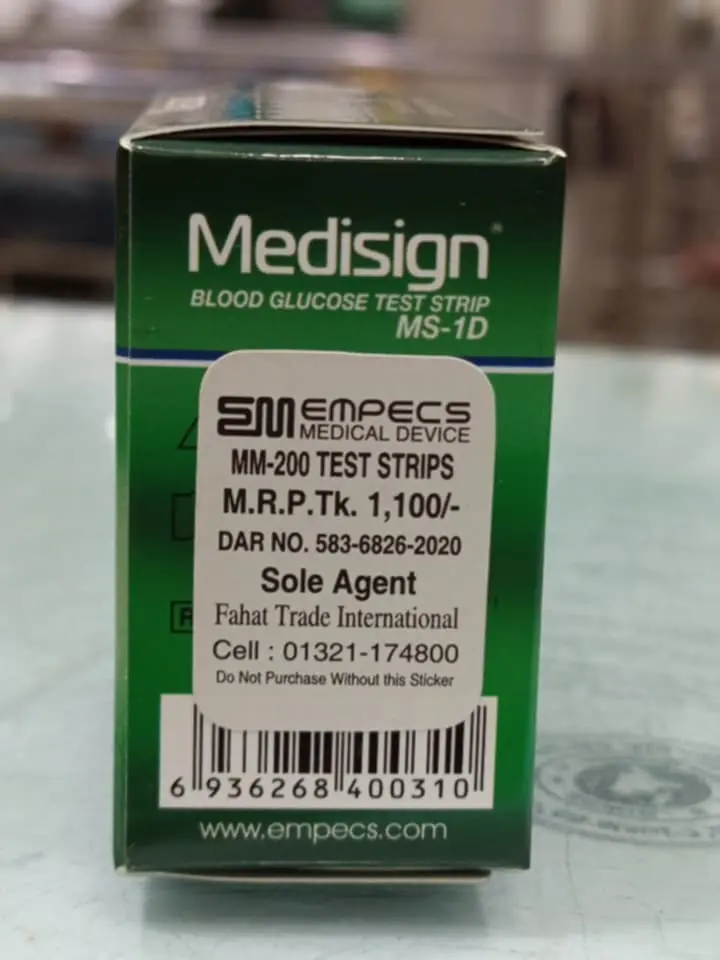 Medisign
BLOOD GLUCOSE TEST STRIP
MS-1D
EMPECS
MEDICAL DEVICE
MM-200 TEST STRIPS
M.R.P.Tk. 1,100/-
DAR NO. 583-6826-2020
Sole Agent
Fahat Trade International
Cell : 01321-174800
Do Not Purchase Without this Sticker
6 936268 400310
www.empecs.com